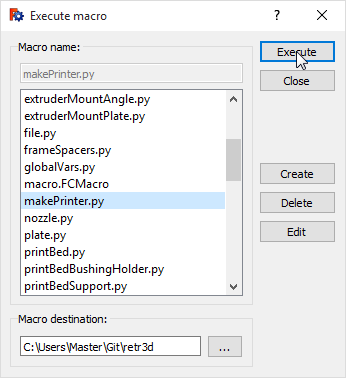 Execute macro
?
Macro name:
makePrinter.py
Execute
Close
extruderMountAngle.py
extruderMountPlate.py
file.py
frameSpacers.py
globalVars.py
macro.FCMacro
makePrinter.py
nozzle.py
plate.py
printBed.py
printBedBushingHolder.py
printBedSupport.py
Create
Delete
Edit
Macro destination:
C:\Users\Master\Git\retr3d
...